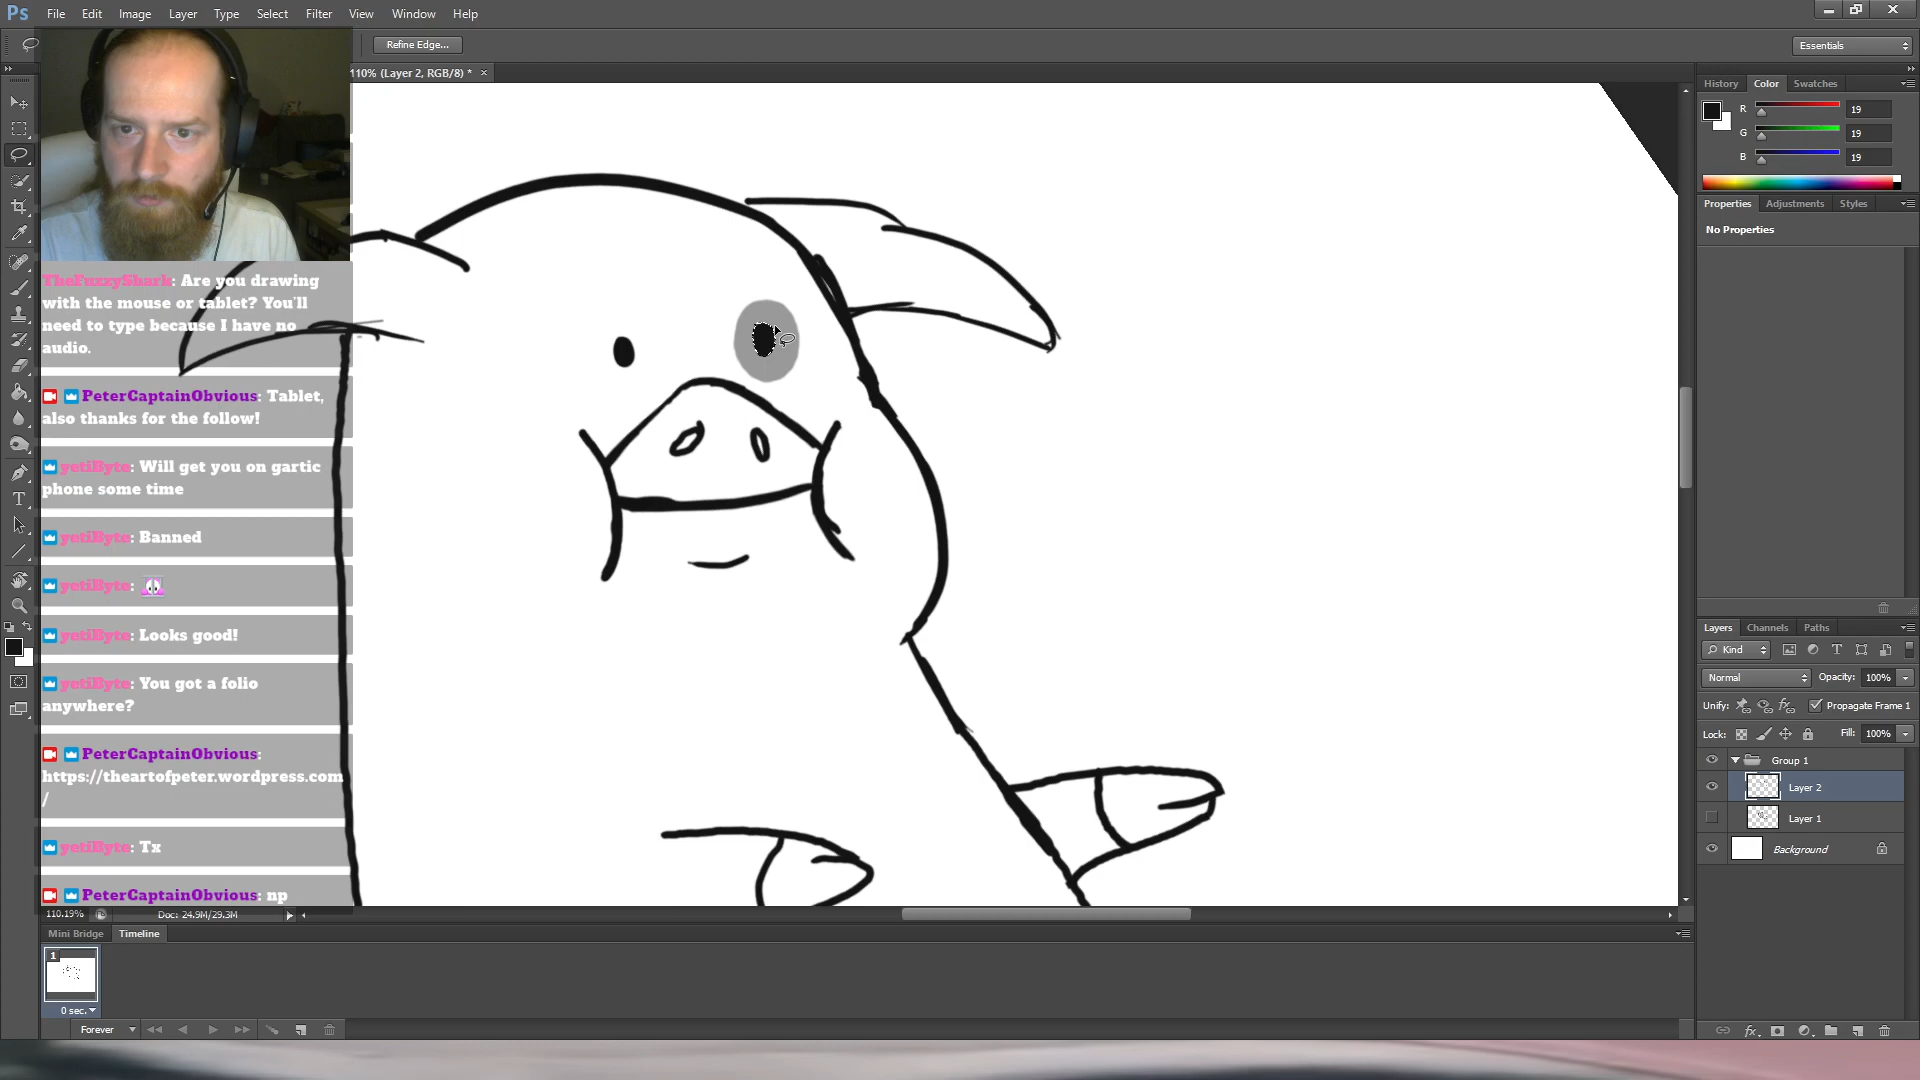 Ps File Edit Image Layer Type Select Filter View Window Help
Refine Edge... Essentials
110% (Layer 2, RGB/8) * ×
History Color Swatches
R 19
G 19
B 19
Properties Adjustments Styles
No Properties
TheFuzzyShark: Are you drawing
with the mouse or tablet? You'll
need to type because I have no
audio.
PeterCaptainObvious: Tablet,
also thanks for the follow!
yetiByte: Will get you on gartic
phone some time
yetiByte: Banned
yetiByte:
yetiByte: Looks good!
yetiByte: You got a folio
anywhere?
PeterCaptainObvious:
https://theartofpeter.wordpress.com
/
yetiByte: Tx
PeterCaptainObvious: np
Layers Channels Paths
Kind
Normal Opacity: 100%
Unify: Propagate Frame 1
Lock: Fill: 100%
Group 1
Layer 2
Layer 1
Background
110.19% Doc: 24.9M/29.3M
Mini Bridge Timeline
1
0 sec.
Forever